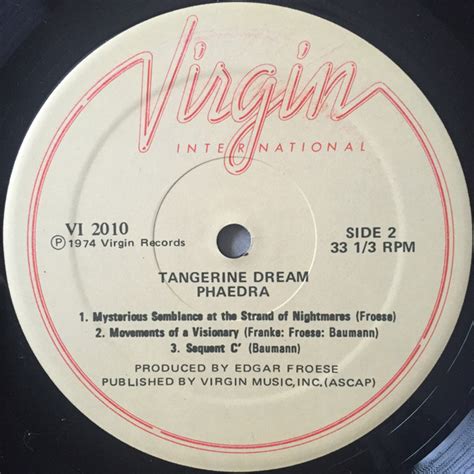 Virgin
INTERNATIONAL
VI 2010
Ⓟ 1974 Virgin Records
SIDE 2
33 1/3 RPM
TANGERINE DREAM
PHAEDRA
1. Mysterious Semblance at the Strand of Nightmares (Froese)
2. Movements of a Visionary (Franke: Froese: Baumann)
3. Sequent C' (Baumann)
PRODUCED BY EDGAR FROESE
PUBLISHED BY VIRGIN MUSIC, INC. (ASCAP)